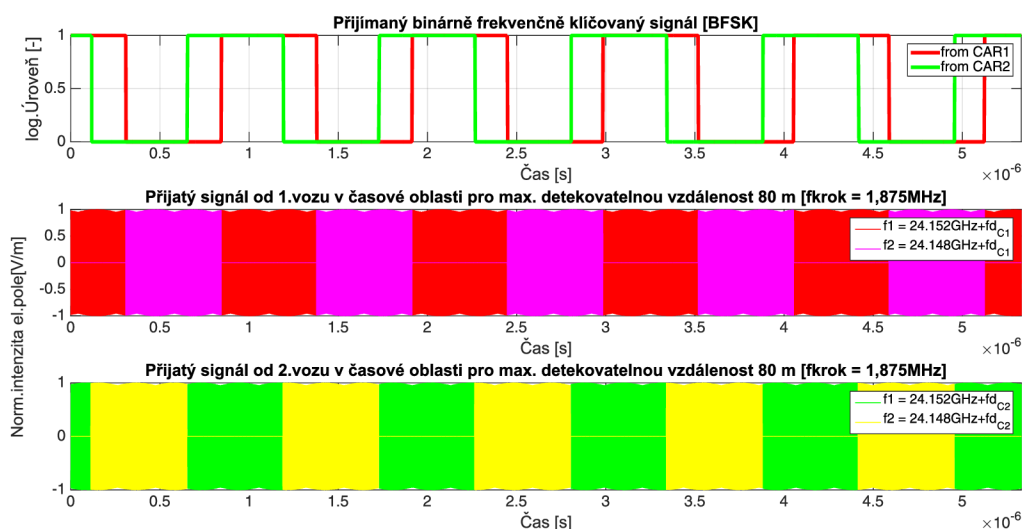 Přijímaný binárně frekvenčně klíčovaný signál [BFSK]
1
0.5
0
log.Úroveň [-]
from CAR1
from CAR2
0 0.5 1 1.5 2 2.5 3 3.5 4 4.5 5
Čas [s]
×10⁻⁶
Přijatý signál od 1.vozu v časové oblasti pro max. detekovatelnou vzdálenost 80 m [fkrok = 1,875MHz]
1
0.5
0
-0.5
-1
Norm.intenzita el.pole[V/m]
f1 = 24.152GHz+fd_C1
f2 = 24.148GHz+fd_C1
0 0.5 1 1.5 2 2.5 3 3.5 4 4.5 5
Čas [s]
×10⁻⁶
Přijatý signál od 2.vozu v časové oblasti pro max. detekovatelnou vzdálenost 80 m [fkrok = 1,875MHz]
1
0
-1
f1 = 24.152GHz+fd_C2
f2 = 24.148GHz+fd_C2
0 0.5 1 1.5 2 2.5 3 3.5 4 4.5 5
Čas [s]
×10⁻⁶